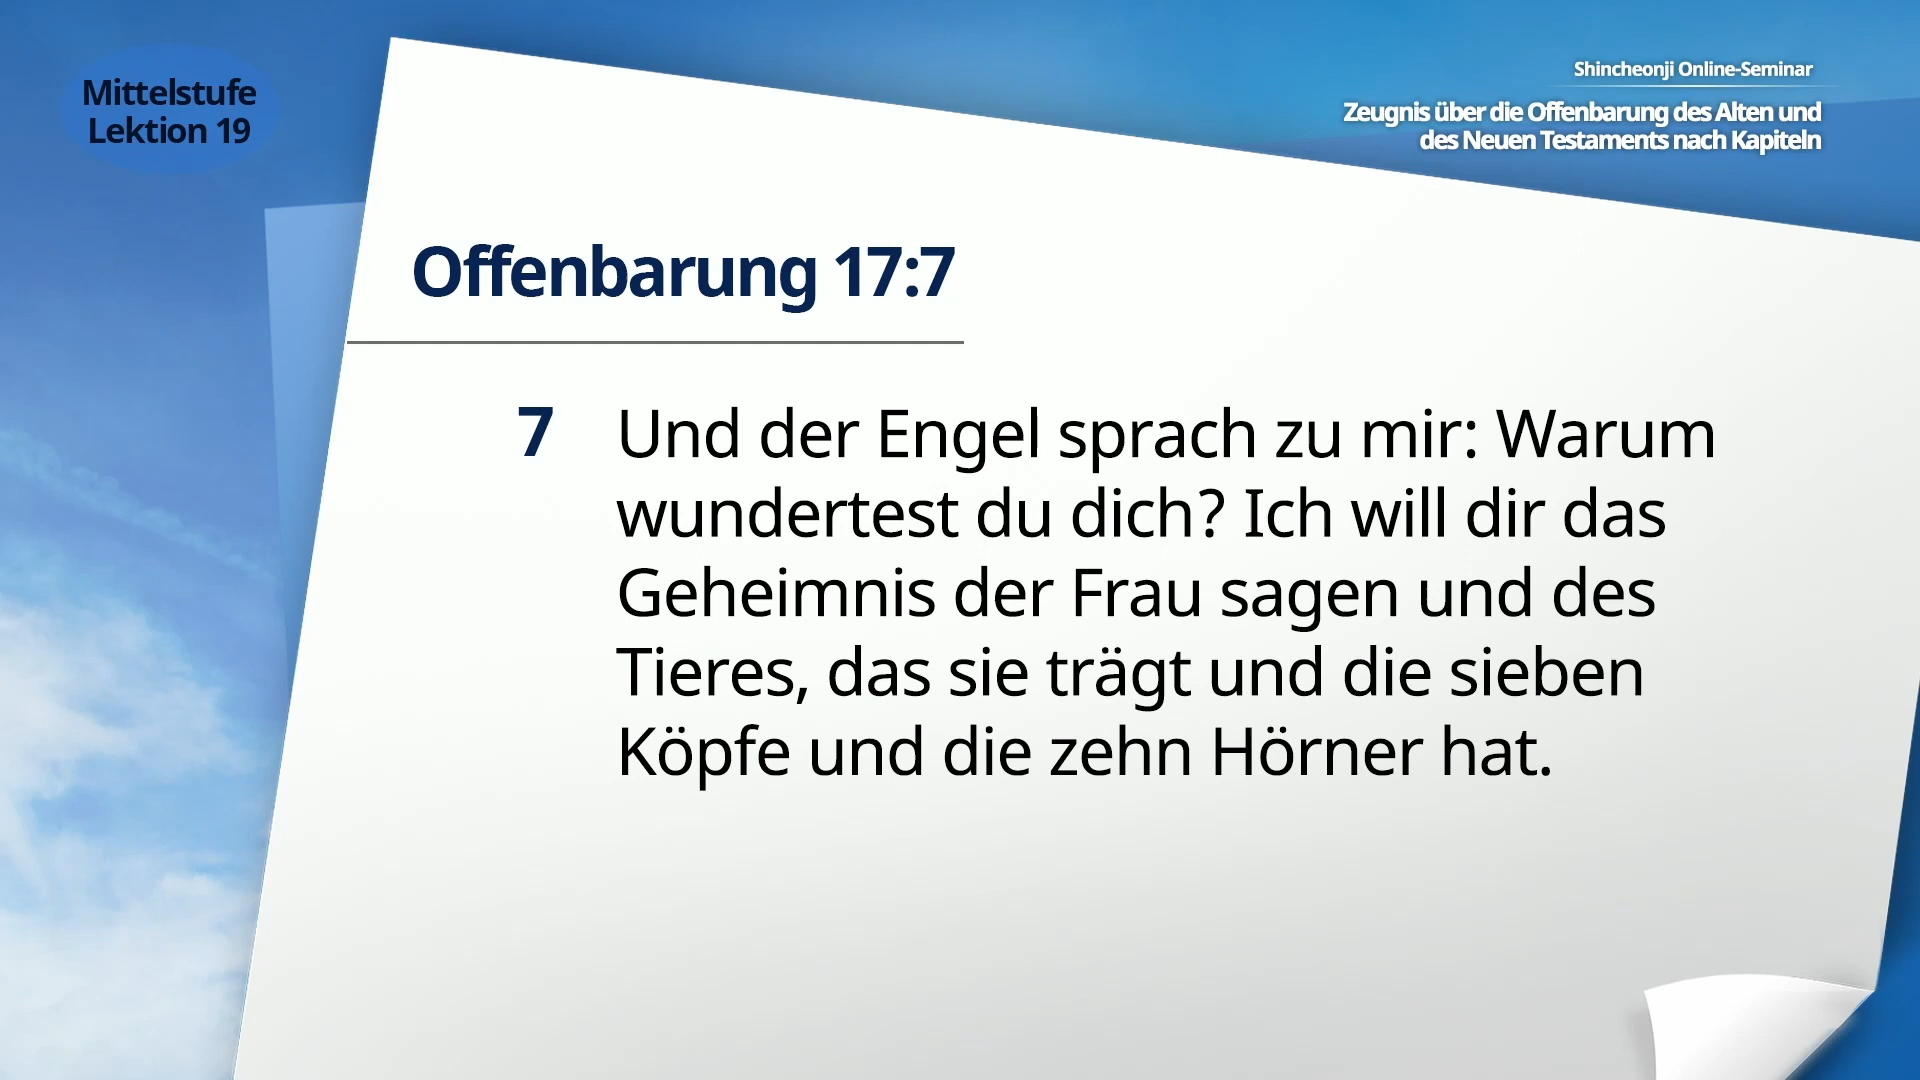 Mittelstufe
Lektion 19
Shincheonji Online-Seminar
Zeugnis über die Offenbarung des Alten und
des Neuen Testaments nach Kapiteln
Offenbarung 17:7
7 Und der Engel sprach zu mir: Warum
wundertest du dich? Ich will dir das
Geheimnis der Frau sagen und des
Tieres, das sie trägt und die sieben
Köpfe und die zehn Hörner hat.